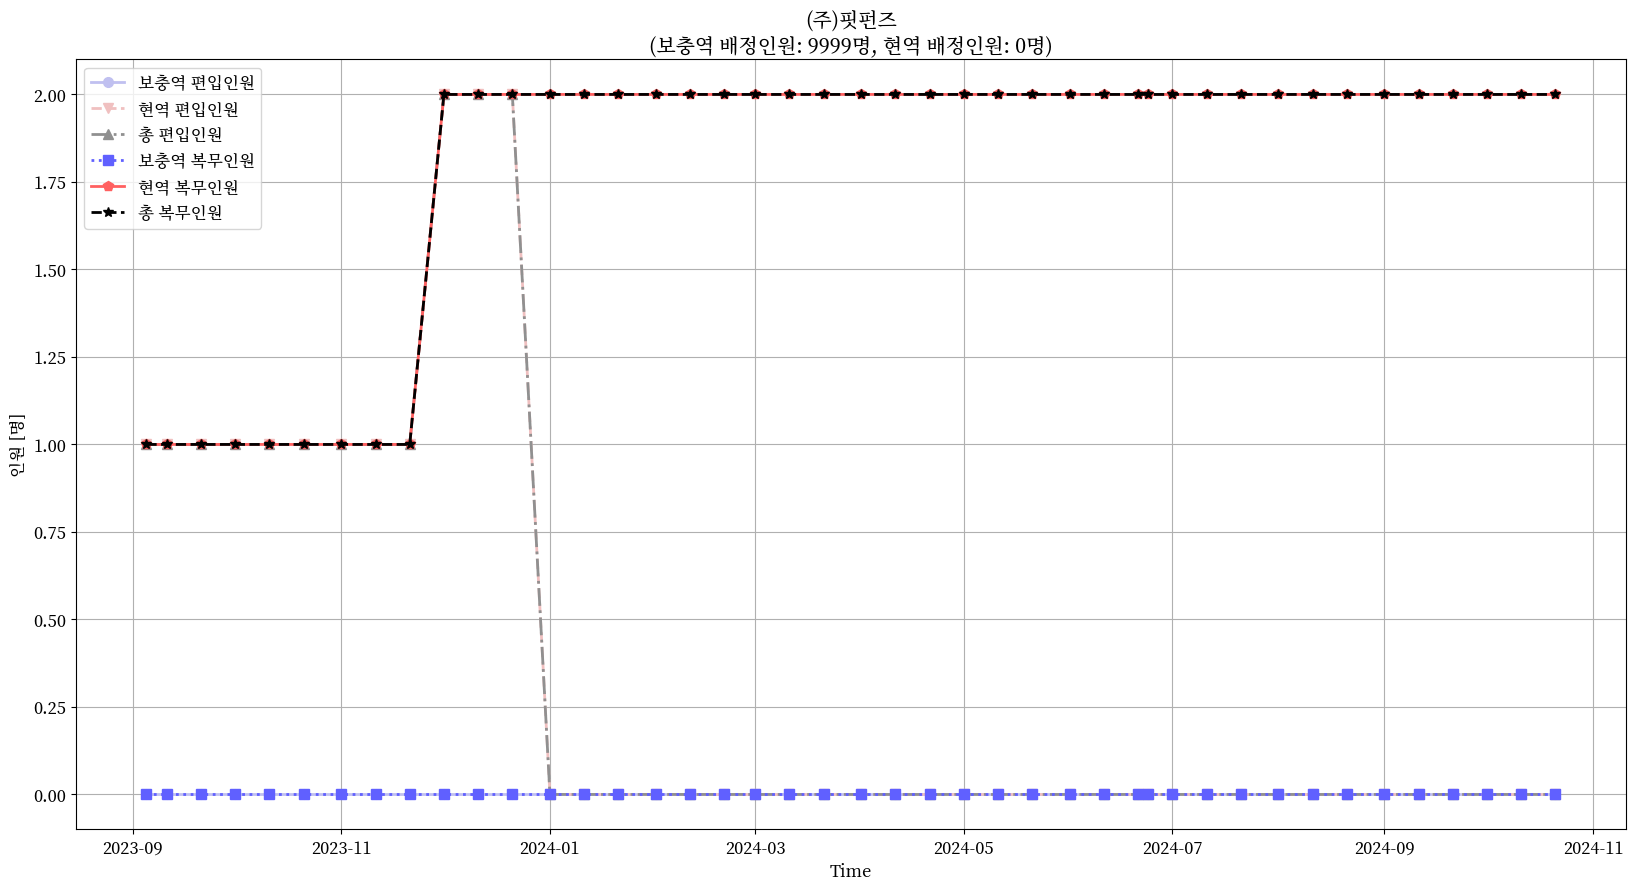 (주)핏펀즈
(보충역 배정인원: 9999명, 현역 배정인원: 0명)
보충역 편입인원
현역 편입인원
총 편입인원
보충역 복무인원
현역 복무인원
총 복무인원
2.00
1.75
1.50
1.25
1.00
0.75
0.50
0.25
0.00
인원 [명]
2023-09 2023-11 2024-01 2024-03 2024-05 2024-07 2024-09 2024-11
Time